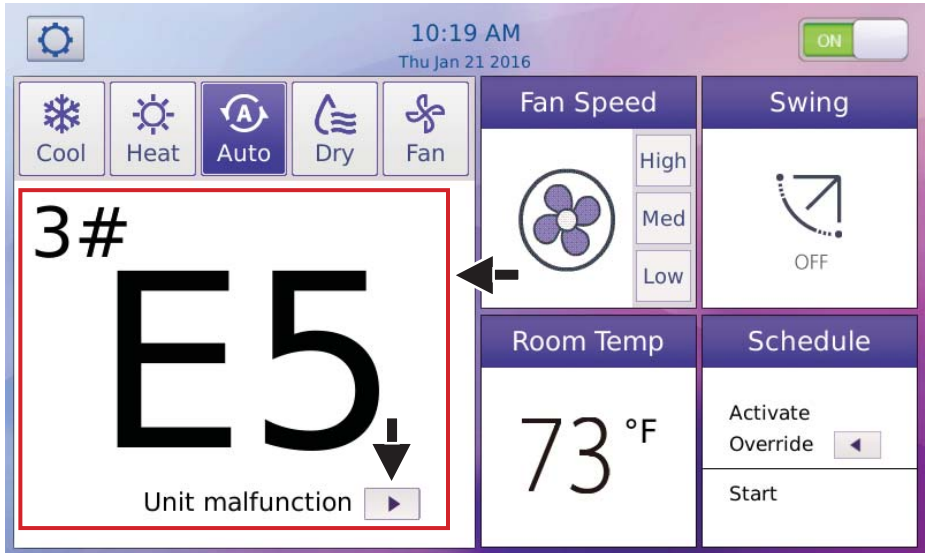 10:19 AM
Thu Jan 21 2016
ON
Cool
Heat
A
Auto
Dry
Fan
3#
E5
Unit malfunction
Fan Speed
High
Med
Low
Swing
OFF
Room Temp
73 °F
Schedule
Activate
Override
Start